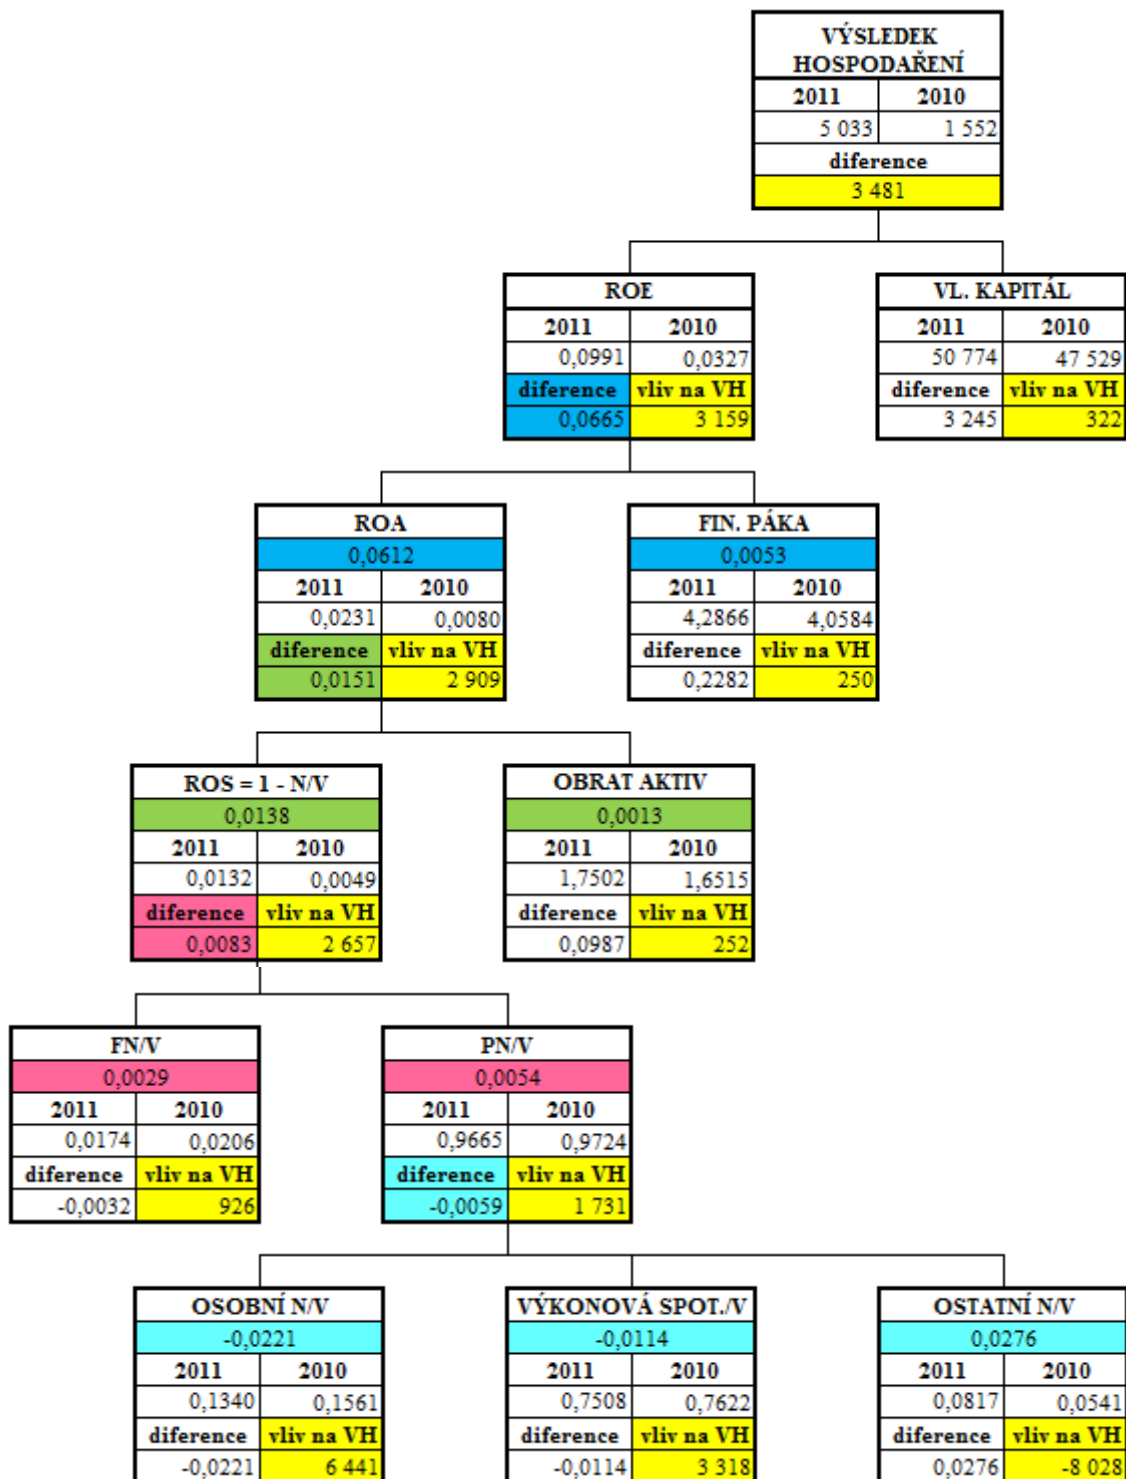 VÝSLEDEK
HOSPODAŘENÍ
2011 2010
5 033 1 552
diference
3 481
ROE VL. KAPITÁL
2011 2010 2011 2010
0,0991 0,0327 50 774 47 529
diference vliv na VH diference vliv na VH
0,0665 3 159 3 245 322
ROA FIN. PÁKA
0,0612 0,0053
2011 2010 2011 2010
0,0231 0,0080 4,2866 4,0584
diference vliv na VH diference vliv na VH
0,0151 2 909 0,2282 250
ROS = 1 - N/V OBRAT AKTIV
0,0138 0,0013
2011 2010 2011 2010
0,0132 0,0049 1,7502 1,6515
diference vliv na VH diference vliv na VH
0,0083 2 657 0,0987 252
FN/V PN/V
0,0029 0,0054
2011 2010 2011 2010
0,0174 0,0206 0,9665 0,9724
diference vliv na VH diference vliv na VH
-0,0032 926 -0,0059 1 731
OSOBNÍ N/V VÝKONOVÁ SPOT./V OSTATNÍ N/V
-0,0221 -0,0114 0,0276
2011 2010 2011 2010 2011 2010
0,1340 0,1561 0,7508 0,7622 0,0817 0,0541
diference vliv na VH diference vliv na VH diference vliv na VH
-0,0221 6 441 -0,0114 3 318 0,0276 -8 028